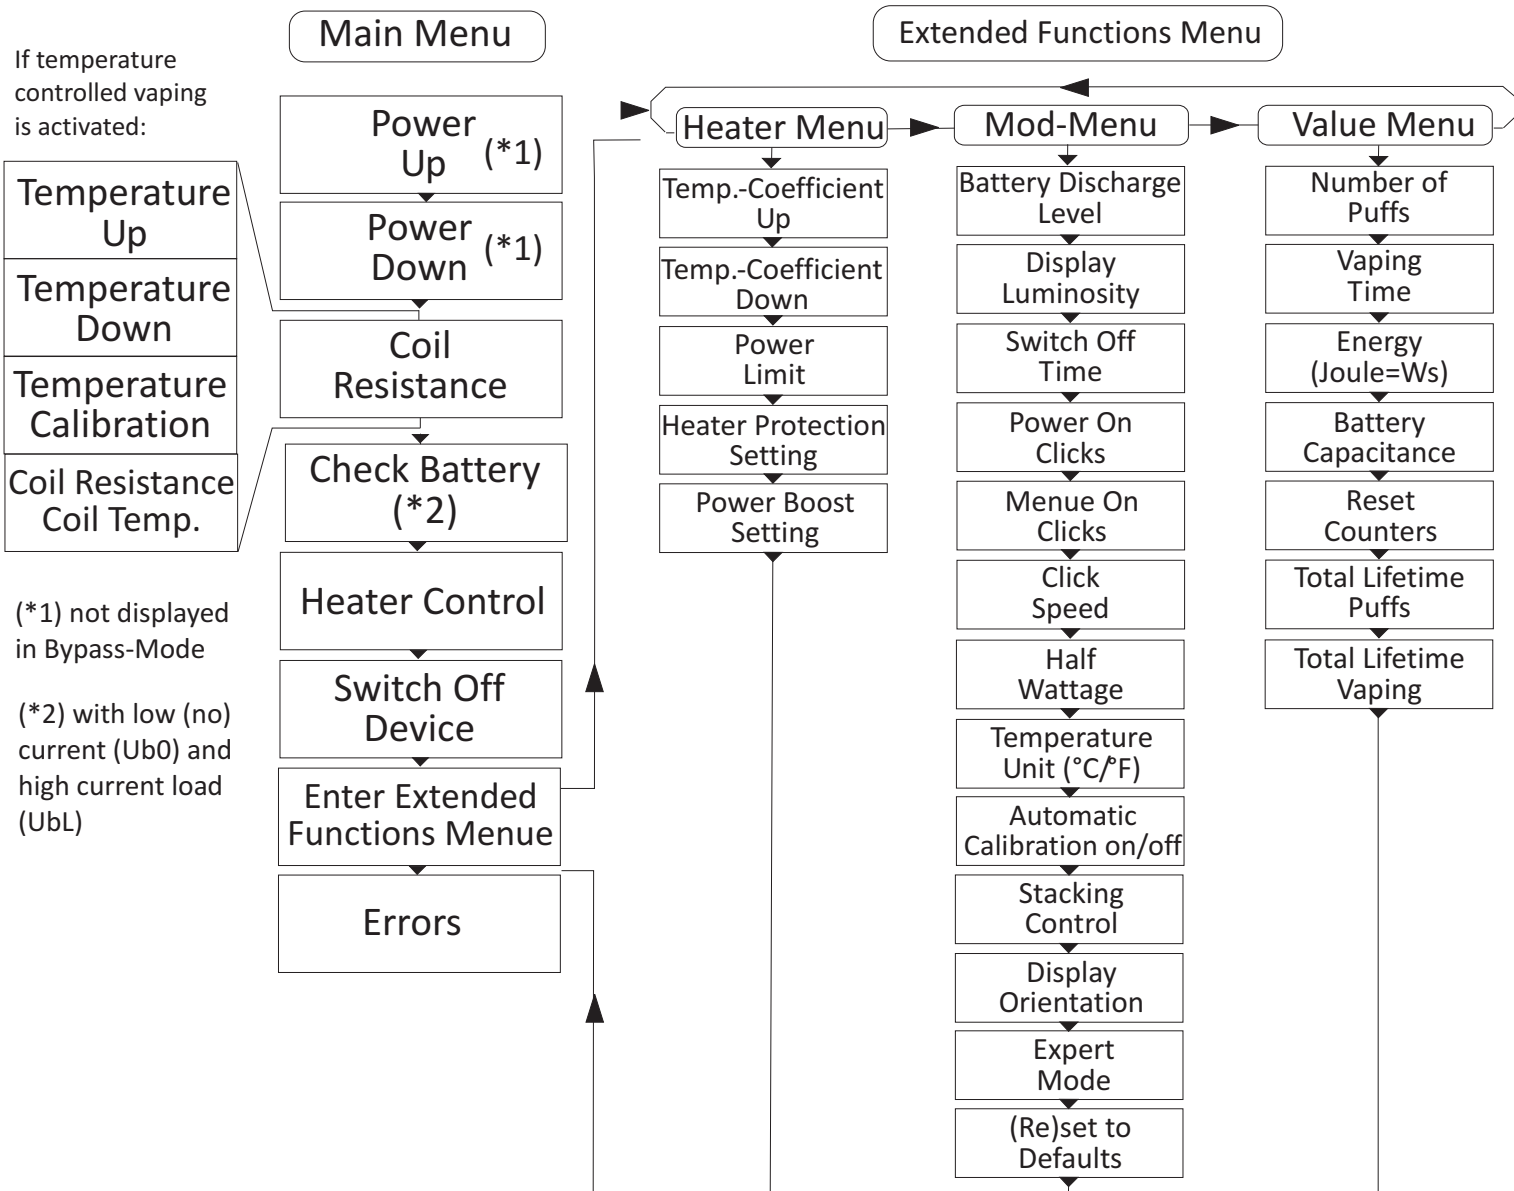 Main Menu
Extended Functions Menu
If temperature
controlled vaping
is activated:
Temperature
Up
Temperature
Down
Temperature
Calibration
Coil Resistance
Coil Temp.
(*1) not displayed
in Bypass-Mode
(*2) with low (no)
current (Ub0) and
high current load
(UbL)
Power
Up (*1)
Power
Down (*1)
Coil
Resistance
Check Battery
(*2)
Heater Control
Switch Off
Device
Enter Extended
Functions Menue
Errors
Heater Menu
Temp.-Coefficient
Up
Temp.-Coefficient
Down
Power
Limit
Heater Protection
Setting
Power Boost
Setting
Mod-Menu
Battery Discharge
Level
Display
Luminosity
Switch Off
Time
Power On
Clicks
Menue On
Clicks
Click
Speed
Half
Wattage
Temperature
Unit (°C/°F)
Automatic
Calibration on/off
Stacking
Control
Display
Orientation
Expert
Mode
(Re)set to
Defaults
Value Menu
Number of
Puffs
Vaping
Time
Energy
(Joule=Ws)
Battery
Capacitance
Reset
Counters
Total Lifetime
Puffs
Total Lifetime
Vaping